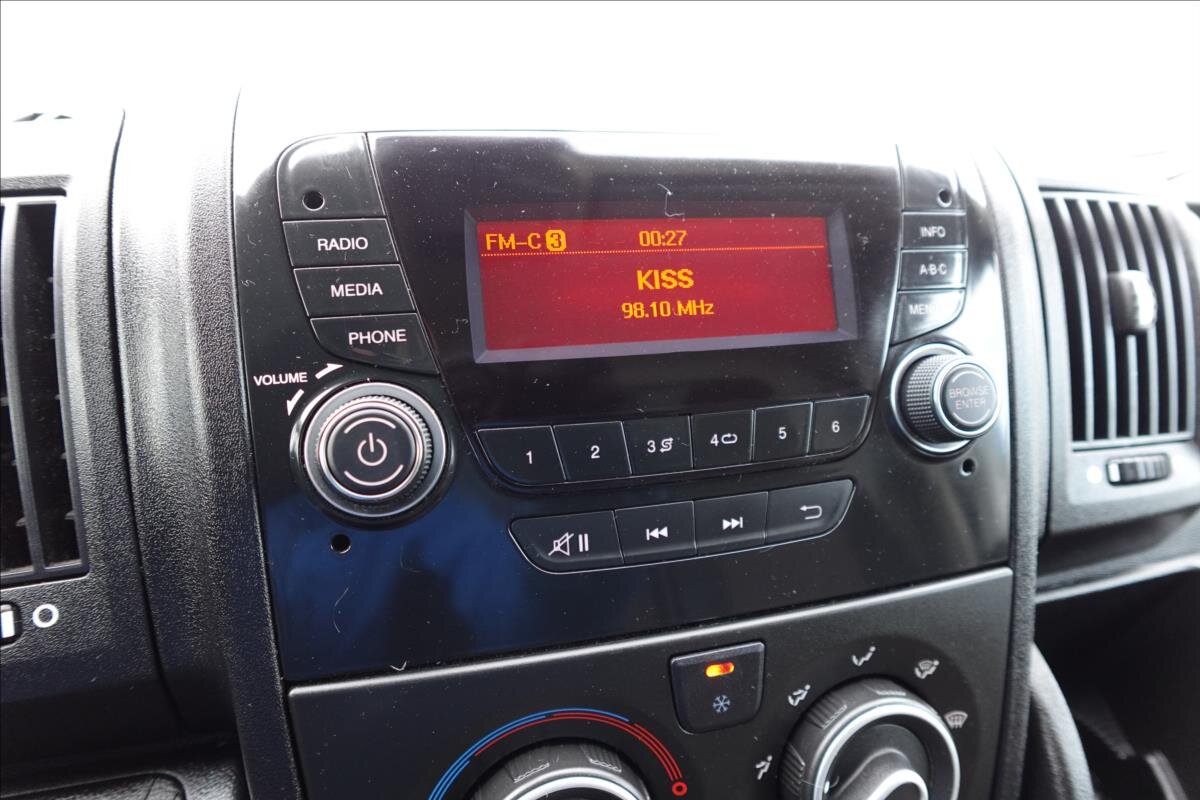 FM-C 3 00:27
KISS
98.10 MHz
RADIO
MEDIA
PHONE
VOLUME
INFO
A·B·C
MENU
BROWSE
ENTER
1 2 3 4 5 6